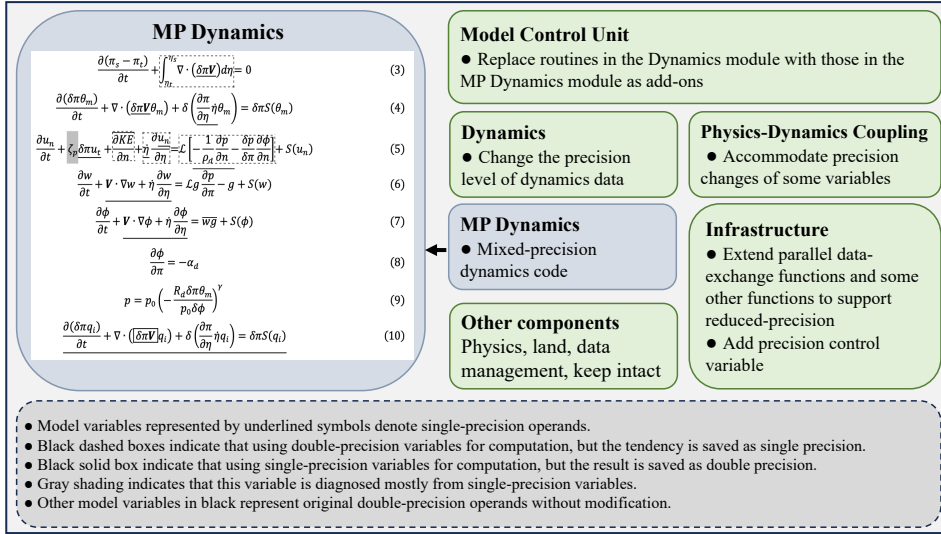 MP Dynamics
∂(π_s − π_t)/∂t + ∫_{η_t}^{η_s} ∇ · (δπV)dη = 0 (3)
∂(δπθ_m)/∂t + ∇ · (δπVθ_m) + δ(∂π/∂η η̇θ_m) = δπS(θ_m) (4)
∂u_n/∂t + ζ_p δπu_t + ∂KE/∂n + η̇ ∂u_n/∂η = ℒ[−1/ρ_d ∂p/∂n − δp/δπ ∂ϕ/∂n] + S(u_n) (5)
∂w/∂t + V · ∇w + η̇ ∂w/∂η = ℒg ∂p/∂π − g + S(w) (6)
∂ϕ/∂t + V · ∇ϕ + η̇ ∂ϕ/∂η = wg + S(ϕ) (7)
∂ϕ/∂π = −α_d (8)
p = p_0(−R_dδπθ_m/p_0δϕ)^γ (9)
∂(δπq_i)/∂t + ∇ · (δπVq_i) + δ(∂π/∂η η̇q_i) = δπS(q_i) (10)
Model Control Unit
● Replace routines in the Dynamics module with those in
the MP Dynamics module as add-ons
Dynamics
● Change the precision
level of dynamics data
Physics-Dynamics Coupling
● Accommodate precision
changes of some variables
MP Dynamics
● Mixed-precision
dynamics code
Infrastructure
● Extend parallel data-
exchange functions and some
other functions to support
reduced-precision
● Add precision control
variable
Other components
Physics, land, data
management, keep intact
● Model variables represented by underlined symbols denote single-precision operands.
● Black dashed boxes indicate that using double-precision variables for computation, but the tendency is saved as single precision.
● Black solid box indicate that using single-precision variables for computation, but the result is saved as double precision.
● Gray shading indicates that this variable is diagnosed mostly from single-precision variables.
● Other model variables in black represent original double-precision operands without modification.